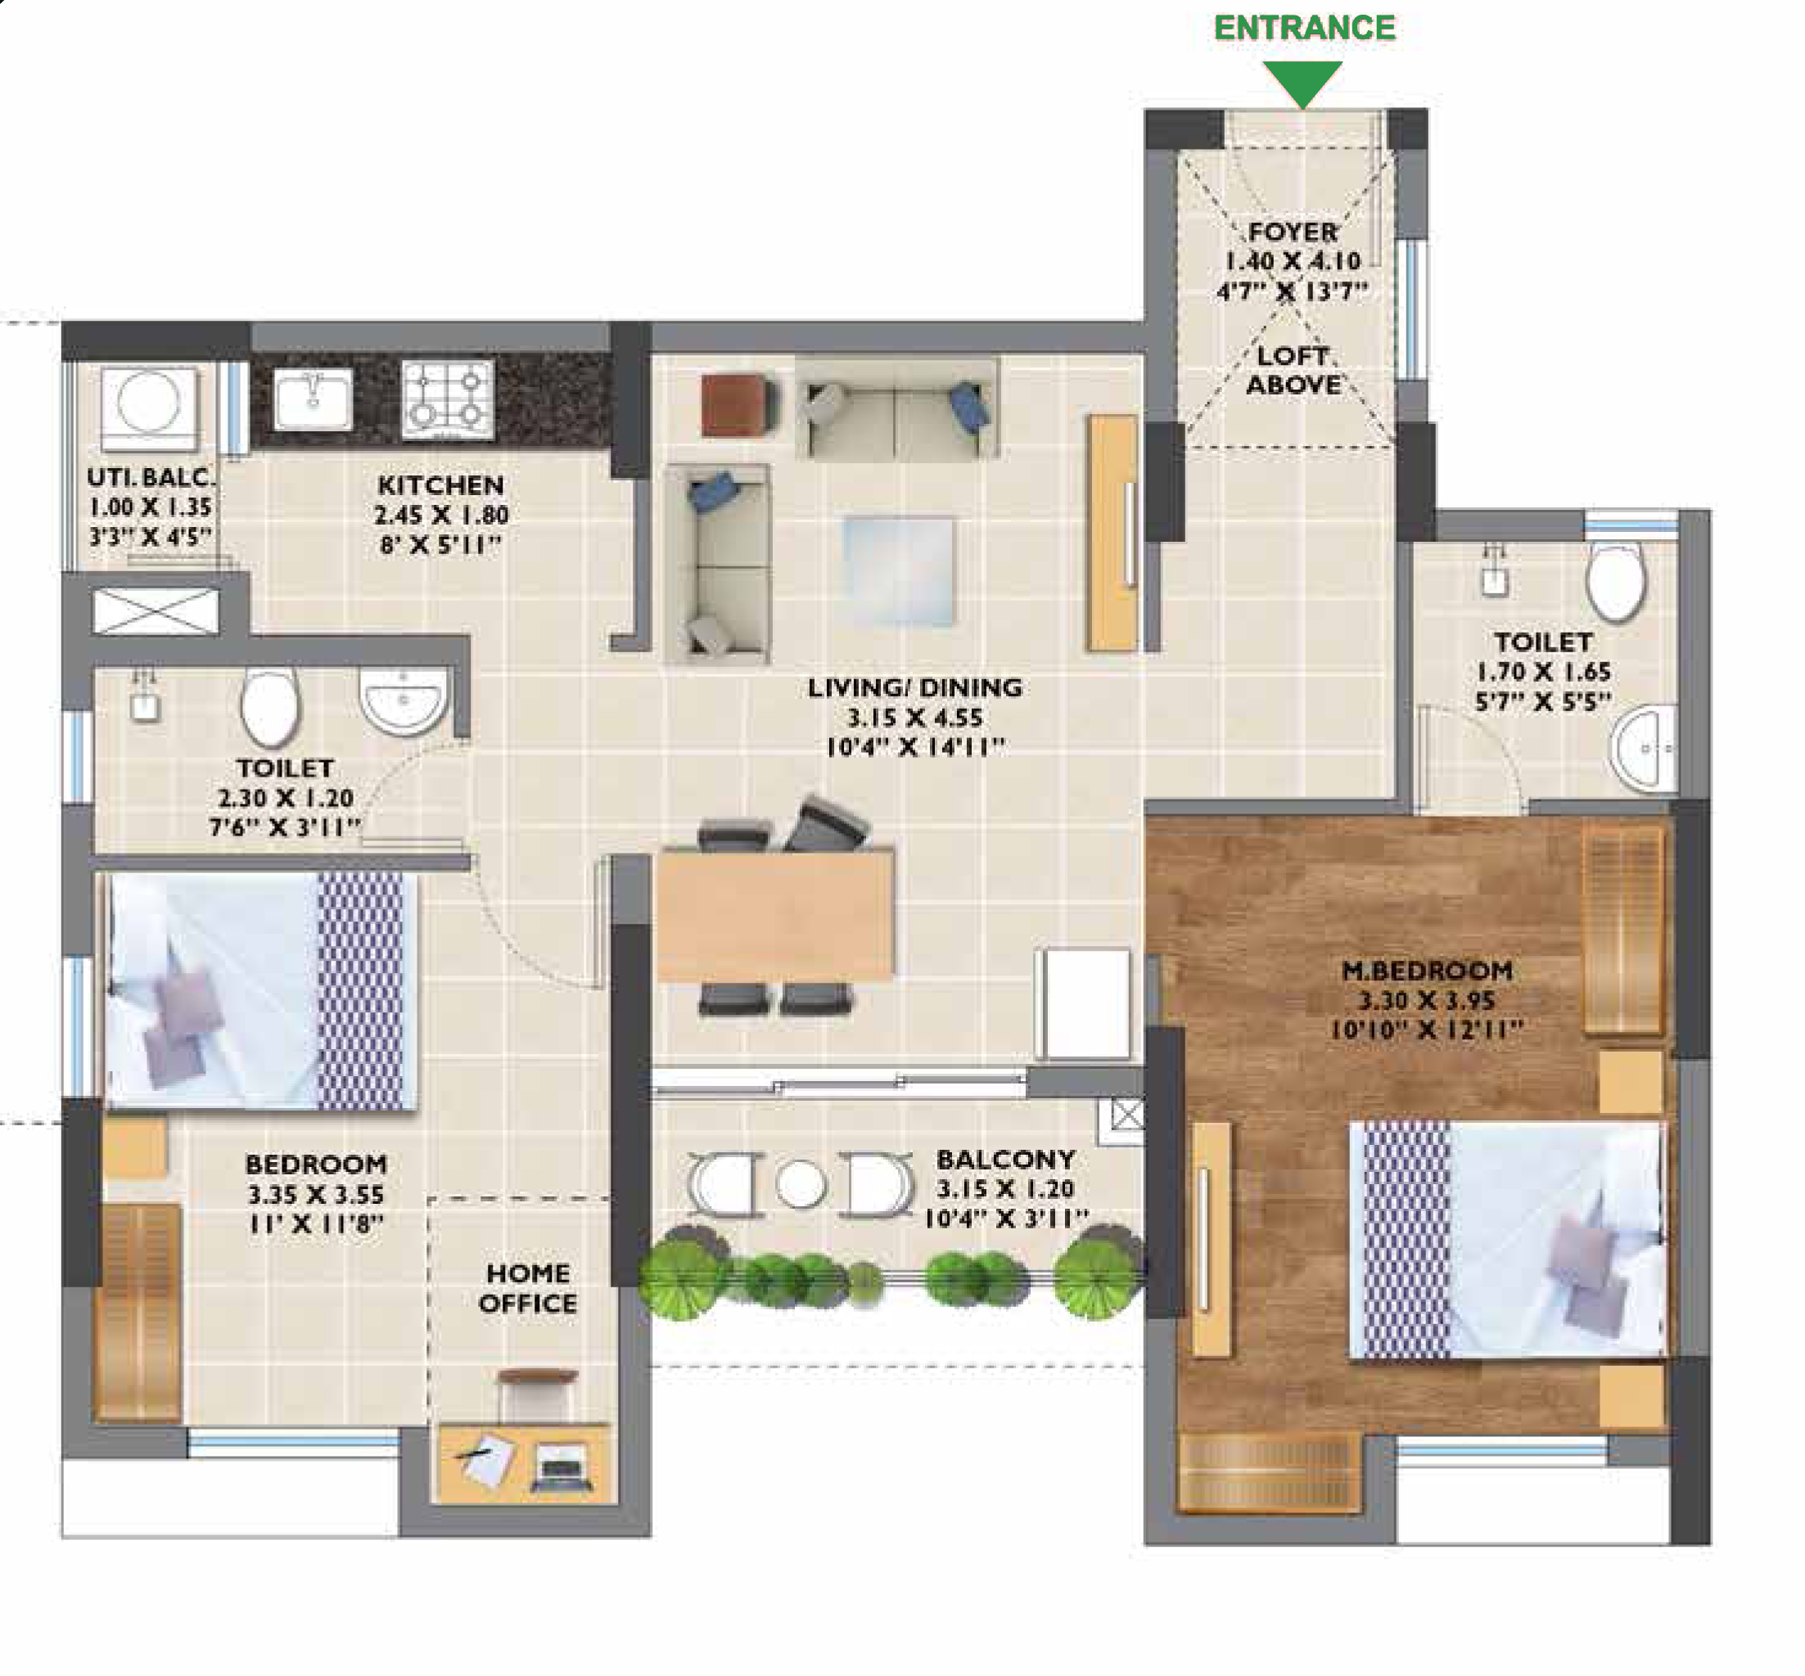 ENTRANCE
FOYER
1.40 X 4.10
4'7" X 13'7"
LOFT
ABOVE
UTI. BALC.
1.00 X 1.35
3'3" X 4'5"
KITCHEN
2.45 X 1.80
8' X 5'11"
TOILET
1.70 X 1.65
5'7" X 5'5"
LIVING/ DINING
3.15 X 4.55
10'4" X 14'11"
TOILET
2.30 X 1.20
7'6" X 3'11"
M.BEDROOM
3.30 X 3.95
10'10" X 12'11"
BEDROOM
3.35 X 3.55
11' X 11'8"
BALCONY
3.15 X 1.20
10'4" X 3'11"
HOME
OFFICE